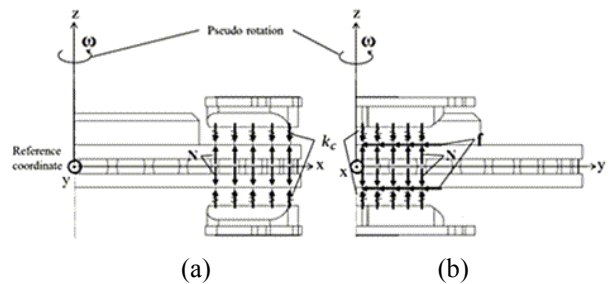 z
ω
Pseudo rotation
z
ω
Reference
coordinate
y
N
x
k_c
x
f
N
y
(a)
(b)